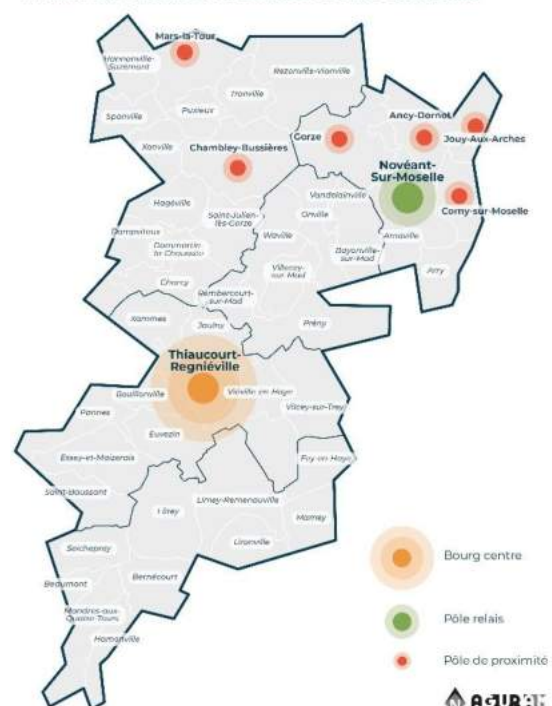 Mars-la-Tour
Hannonville-
Suzemont
Rezonville-Vionville
Tronville
Puxieux
Sponville
Ancy-Dornot
Gorze
Jouy-Aux-Arches
Xonville
Chambley-Bussières
Novéant-
Sur-Moselle
Vandelainville
Hagéville
Corny-sur-Moselle
Saint-Julien-
lès-Gorze
Onville
Dampvitoux
Waville
Arnaville
Dommartin-
la-Chaussée
Bayonville-
sur-Mad
Villecey-
sur-Mad
Arry
Charey
Rembercourt-
sur-Mad
Xammes
Jaulny
Prény
Thiaucourt-
Regniéville
Bouillonville
Viéville-en-Haye
Pannes
Vilcey-sur-Trey
Euvezin
Essey-et-Maizerais
Fey-en-Haye
Saint-Baussant
Limey-Remenauville
Flirey
Mamey
Lironville
Seicheprey
Bourg centre
Bernécourt
Beaumont
Mandres-aux-
Quatre-Tours
Pôle relais
Hamonville
Pôle de proximité